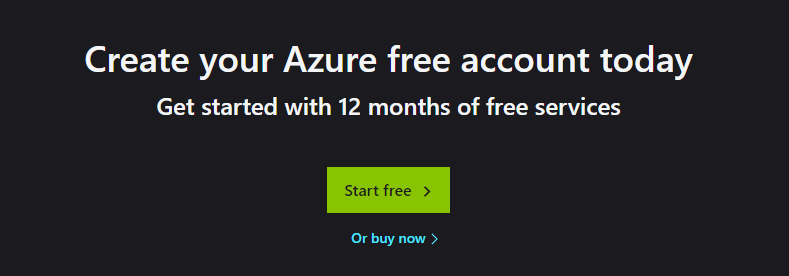 Create your Azure free account today
Get started with 12 months of free services
Start free
Or buy now